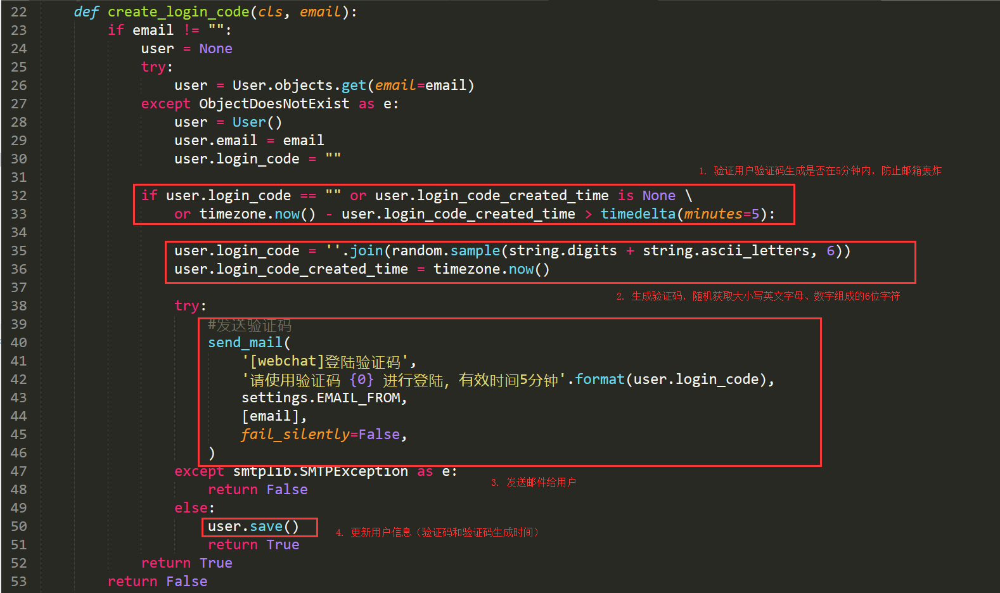 22 def create_login_code(cls, email):
23 if email != "":
24 user = None
25 try:
26 user = User.objects.get(email=email)
27 except ObjectDoesNotExist as e:
28 user = User()
29 user.email = email
30 user.login_code = ""
31 1. 验证用户验证码生成是否在5分钟内，防止邮箱轰炸
32 if user.login_code == "" or user.login_code_created_time is None \
33 or timezone.now() - user.login_code_created_time > timedelta(minutes=5):
34
35 user.login_code = ''.join(random.sample(string.digits + string.ascii_letters, 6))
36 user.login_code_created_time = timezone.now()
37
2. 生成验证码，随机获取大小写英文字母、数字组成的6位字符
38 try:
39 #发送验证码
40 send_mail(
41 '[webchat]登陆验证码',
42 '请使用验证码 {0} 进行登陆，有效时间5分钟'.format(user.login_code),
43 settings.EMAIL_FROM,
44 [email],
45 fail_silently=False,
46 )
47 except smtplib.SMTPException as e:
3. 发送邮件给用户
48 return False
49 else:
50 user.save() 4. 更新用户信息（验证码和验证码生成时间）
51 return True
52 return True
53 return False